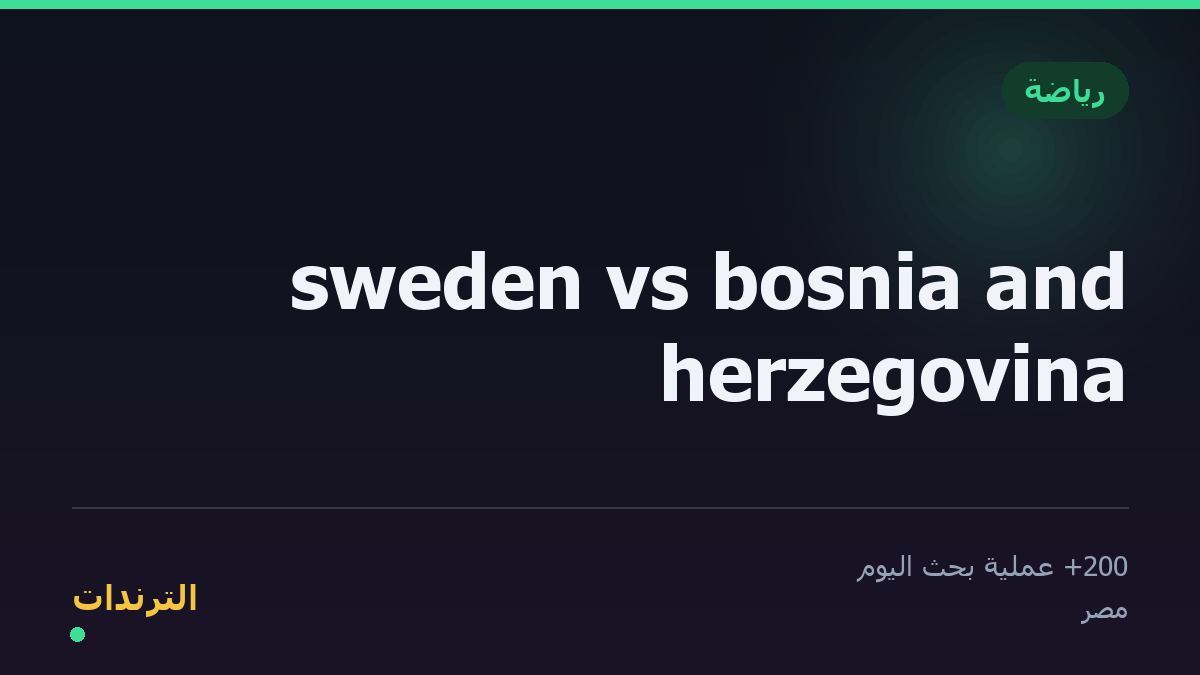 رياضة
sweden vs bosnia and
herzegovina
200+ عملية بحث اليوم
مصر
الترندات